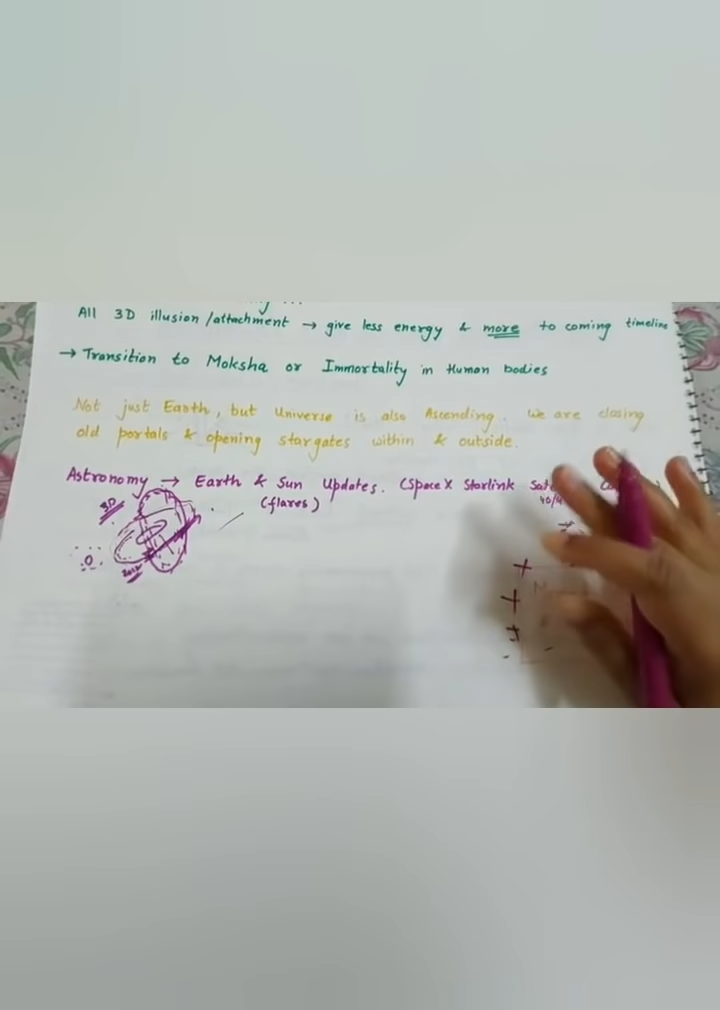 All 3D illusion/attachment → give less energy & more to coming timeline
→ Transition to Moksha or Immortality in Human bodies
Not just Earth, but Universe is also Ascending. We are closing
old portals & opening stargates within & outside.
Astronomy → Earth & Sun Updates. (SpaceX Starlink
(flares)
3D
2012